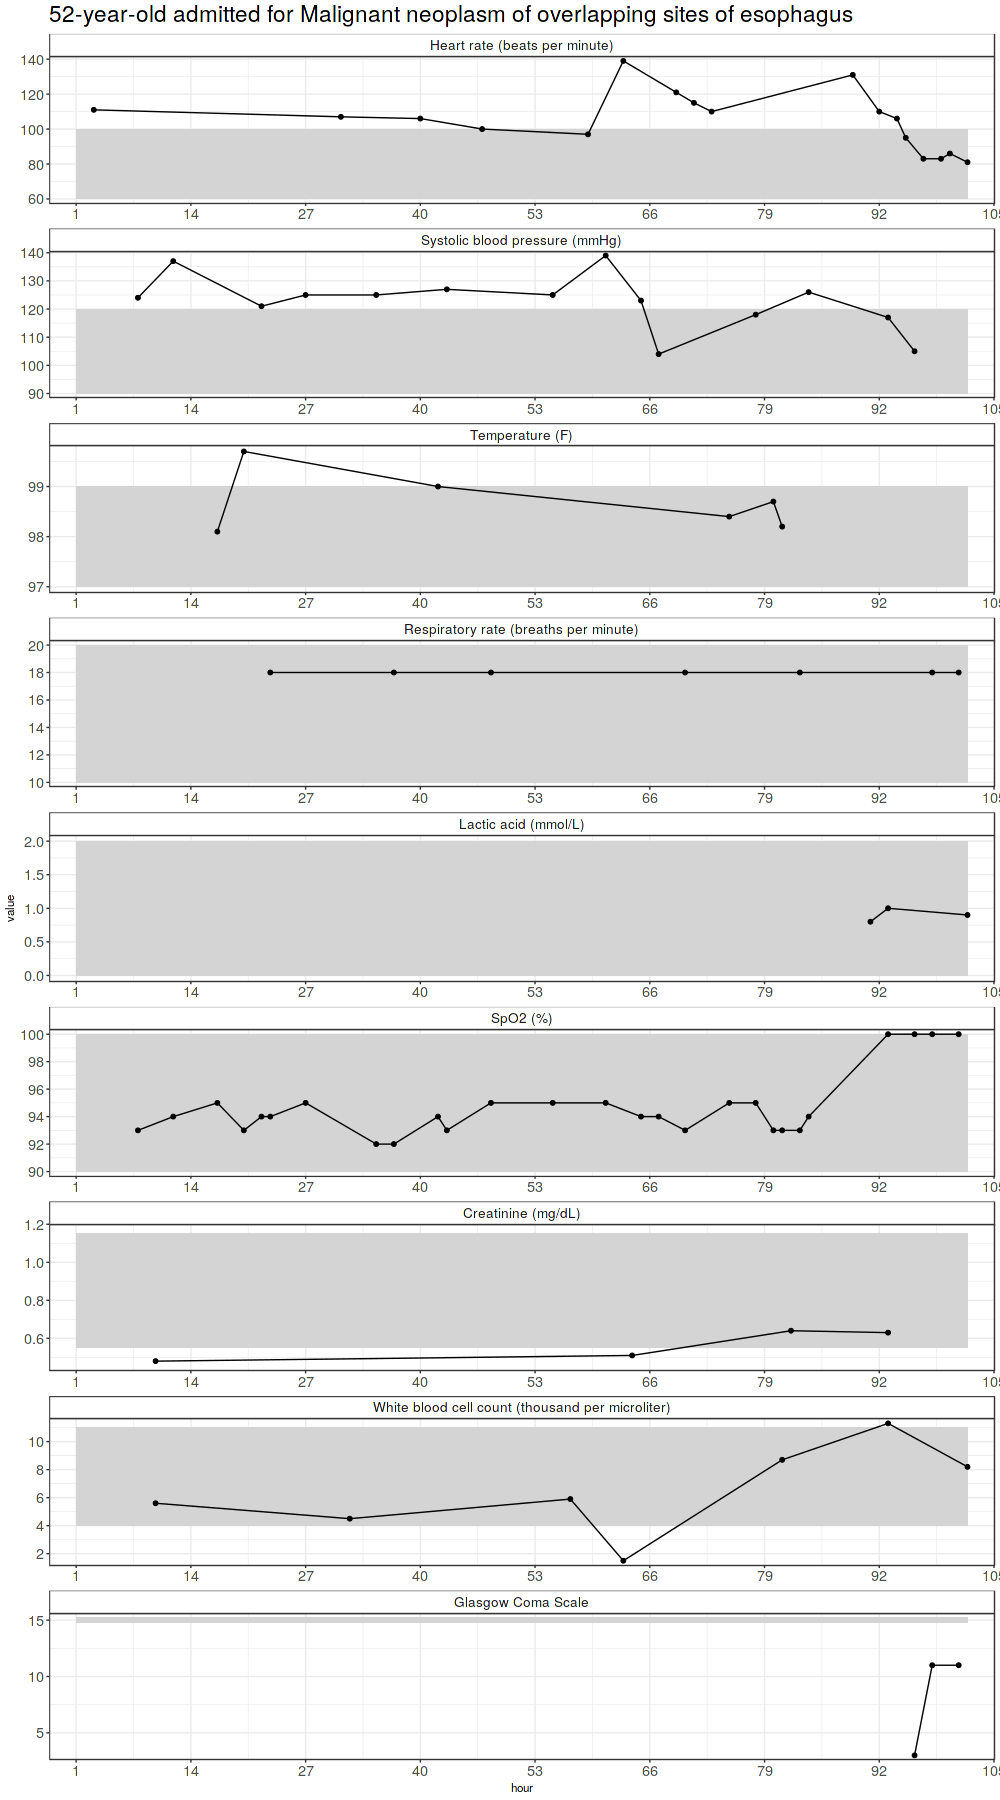 52-year-old admitted for Malignant neoplasm of overlapping sites of esophagus
Heart rate (beats per minute)
140
120
100
80
60
1 14 27 40 53 66 79 92 105
Systolic blood pressure (mmHg)
140
130
120
110
100
90
1 14 27 40 53 66 79 92 105
Temperature (F)
99
98
97
1 14 27 40 53 66 79 92 105
Respiratory rate (breaths per minute)
20
18
16
14
12
10
1 14 27 40 53 66 79 92 105
Lactic acid (mmol/L)
2.0
1.5
1.0
0.5
0.0
1 14 27 40 53 66 79 92 105
value
SpO2 (%)
100
98
96
94
92
90
1 14 27 40 53 66 79 92 105
Creatinine (mg/dL)
1.2
1.0
0.8
0.6
1 14 27 40 53 66 79 92 105
White blood cell count (thousand per microliter)
10
8
6
4
2
1 14 27 40 53 66 79 92 105
Glasgow Coma Scale
15
10
5
1 14 27 40 53 66 79 92 105
hour